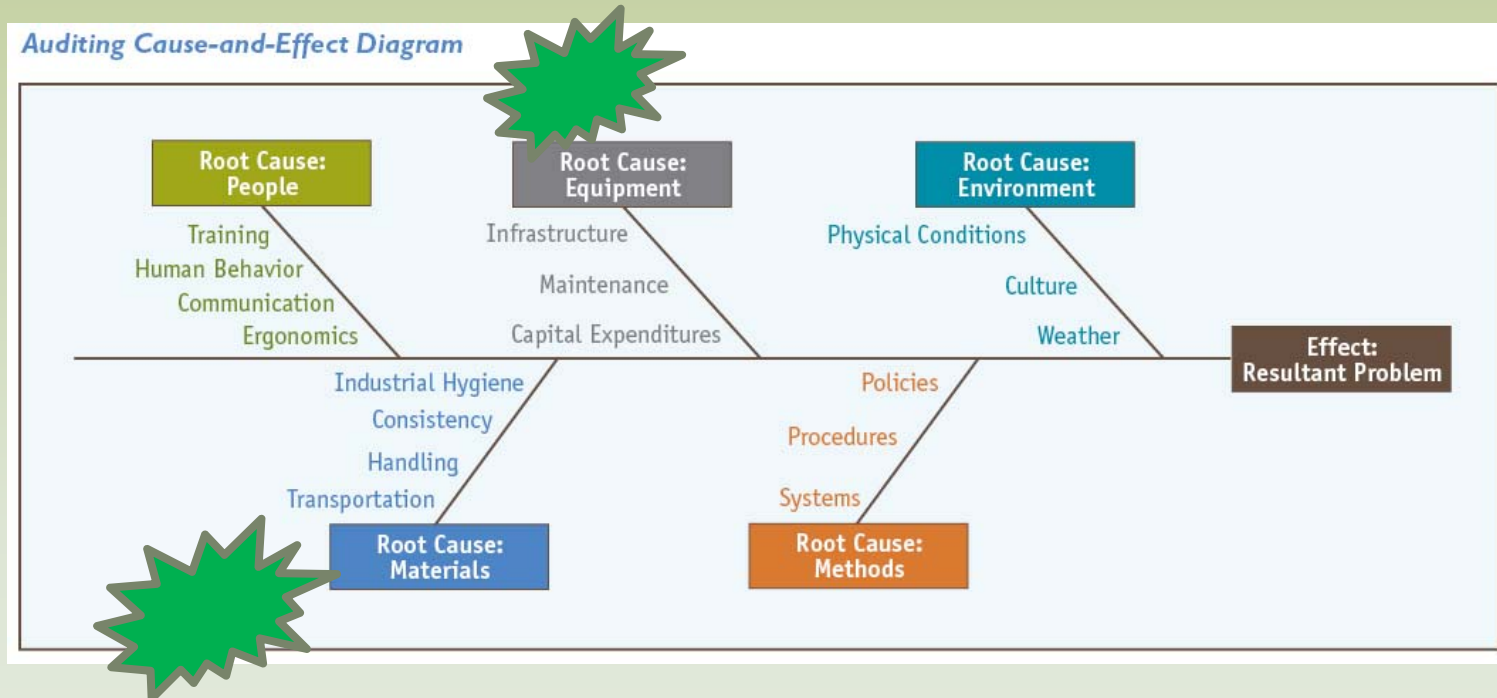 Auditing Cause-and-Effect Diagram
Root Cause:
People
Training
Human Behavior
Communication
Ergonomics
Root Cause:
Equipment
Infrastructure
Maintenance
Capital Expenditures
Root Cause:
Environment
Physical Conditions
Culture
Weather
Effect:
Resultant Problem
Industrial Hygiene
Consistency
Handling
Transportation
Root Cause:
Materials
Policies
Procedures
Systems
Root Cause:
Methods